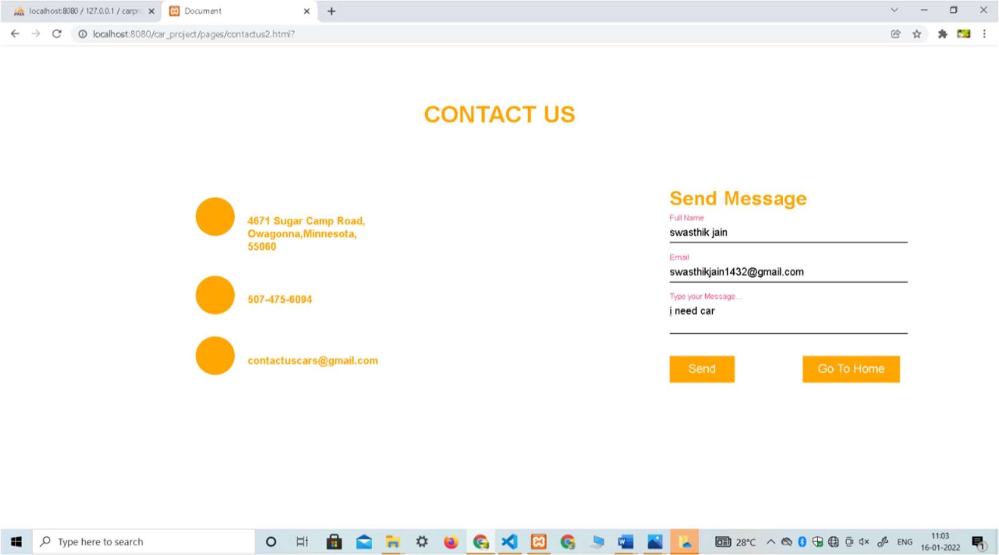 localhost:8080 / 127.0.0.1 / carpro
Document
localhost:8080/car_project/pages/contactus2.html?
CONTACT US
4671 Sugar Camp Road,
Owagonna,Minnesota,
55060
507-475-6094
contactuscars@gmail.com
Send Message
Full Name
swasthik jain
Email
swasthikjain1432@gmail.com
Type your Message...
i need car
Send
Go To Home
Type here to search
28°C
ENG
11:03
16-01-2022
1